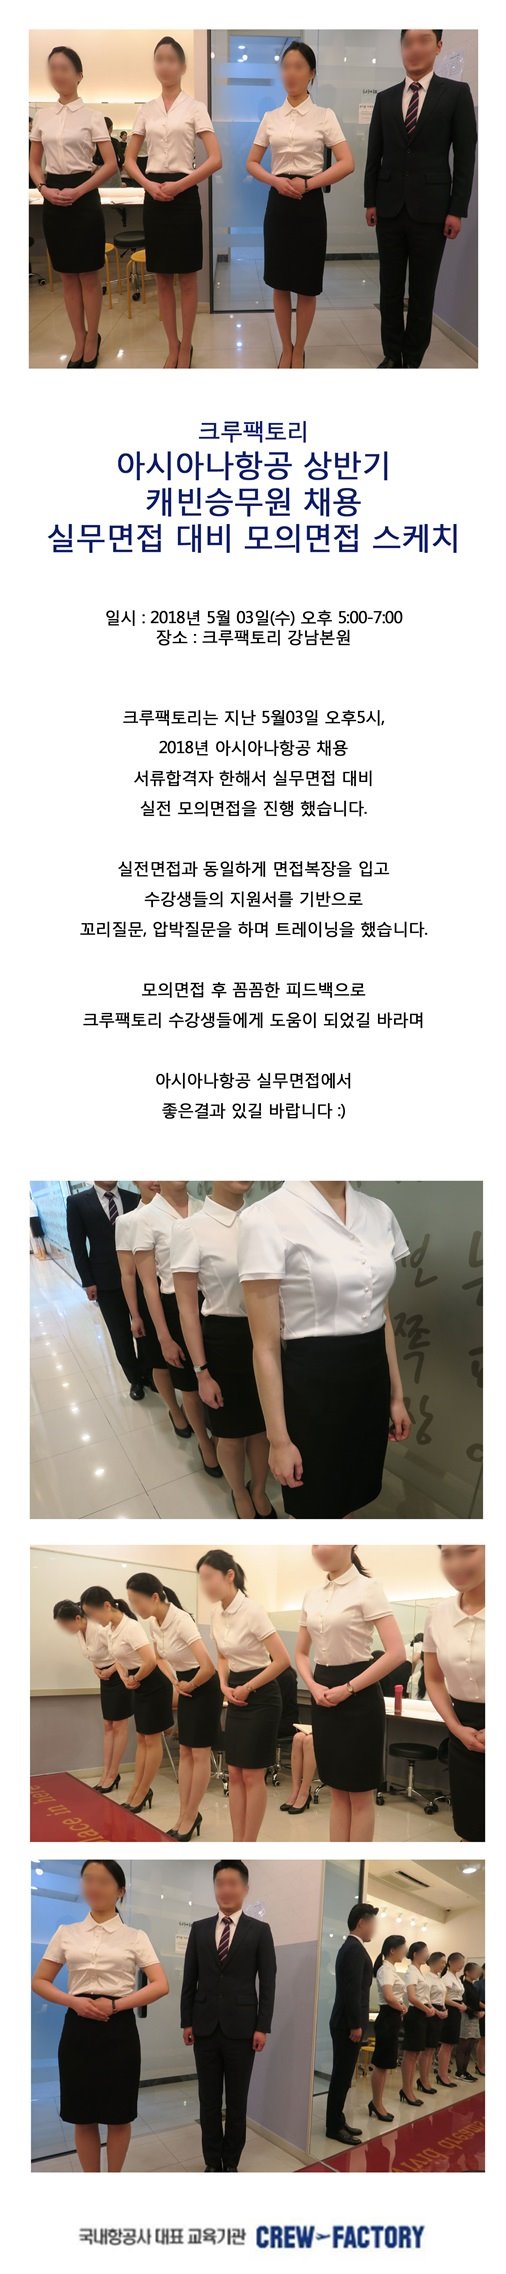 크루팩토리
아시아나항공 상반기
캐빈승무원 채용
실무면접 대비 모의면접 스케치
일시 : 2018년 5월 03일(수) 오후 5:00-7:00
장소 : 크루팩토리 강남본원
크루팩토리는 지난 5월03일 오후5시,
2018년 아시아나항공 채용
서류합격자 한해서 실무면접 대비
실전 모의면접을 진행 했습니다.
실전면접과 동일하게 면접복장을 입고
수강생들의 지원서를 기반으로
꼬리질문, 압박질문을 하며 트레이닝을 했습니다.
모의면접 후 꼼꼼한 피드백으로
크루팩토리 수강생들에게 도움이 되었길 바라며
아시아나항공 실무면접에서
좋은결과 있길 바랍니다 :)
place in here
국내항공사 대표 교육기관 CREW FACTORY